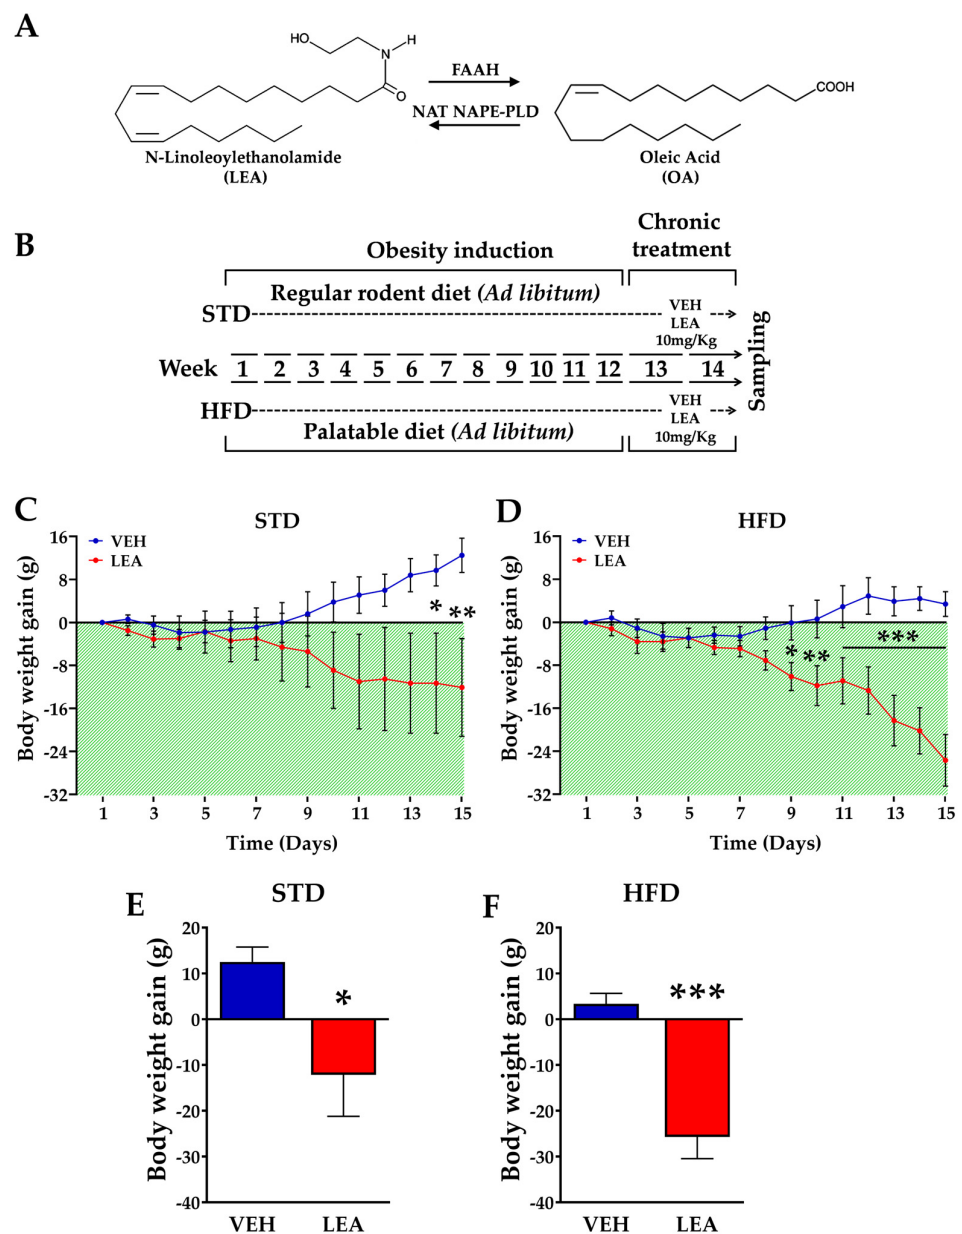 A
HO
N
H
O
FAAH
NAT NAPE-PLD
COOH
N-Linoleoylethanolamide
(LEA)
Oleic Acid
(OA)
B
Obesity induction
Chronic
treatment
Regular rodent diet (Ad libitum)
STD
VEH
LEA
10mg/Kg
Week 1 2 3 4 5 6 7 8 9 10 11 12 13 14
Sampling
HFD
VEH
LEA
10mg/Kg
Palatable diet (Ad libitum)
C
STD
VEH
LEA
Body weight gain (g)
16
8
0
-8
-16
-24
-32
* **
1 3 5 7 9 11 13 15
Time (Days)
D
HFD
VEH
LEA
Body weight gain (g)
16
8
0
-8
-16
-24
-32
* ** ***
1 3 5 7 9 11 13 15
Time (Days)
E
STD
Body weight gain (g)
20
10
0
-10
-20
-30
-40
*
VEH LEA
F
HFD
Body weight gain (g)
20
10
0
-10
-20
-30
-40
***
VEH LEA